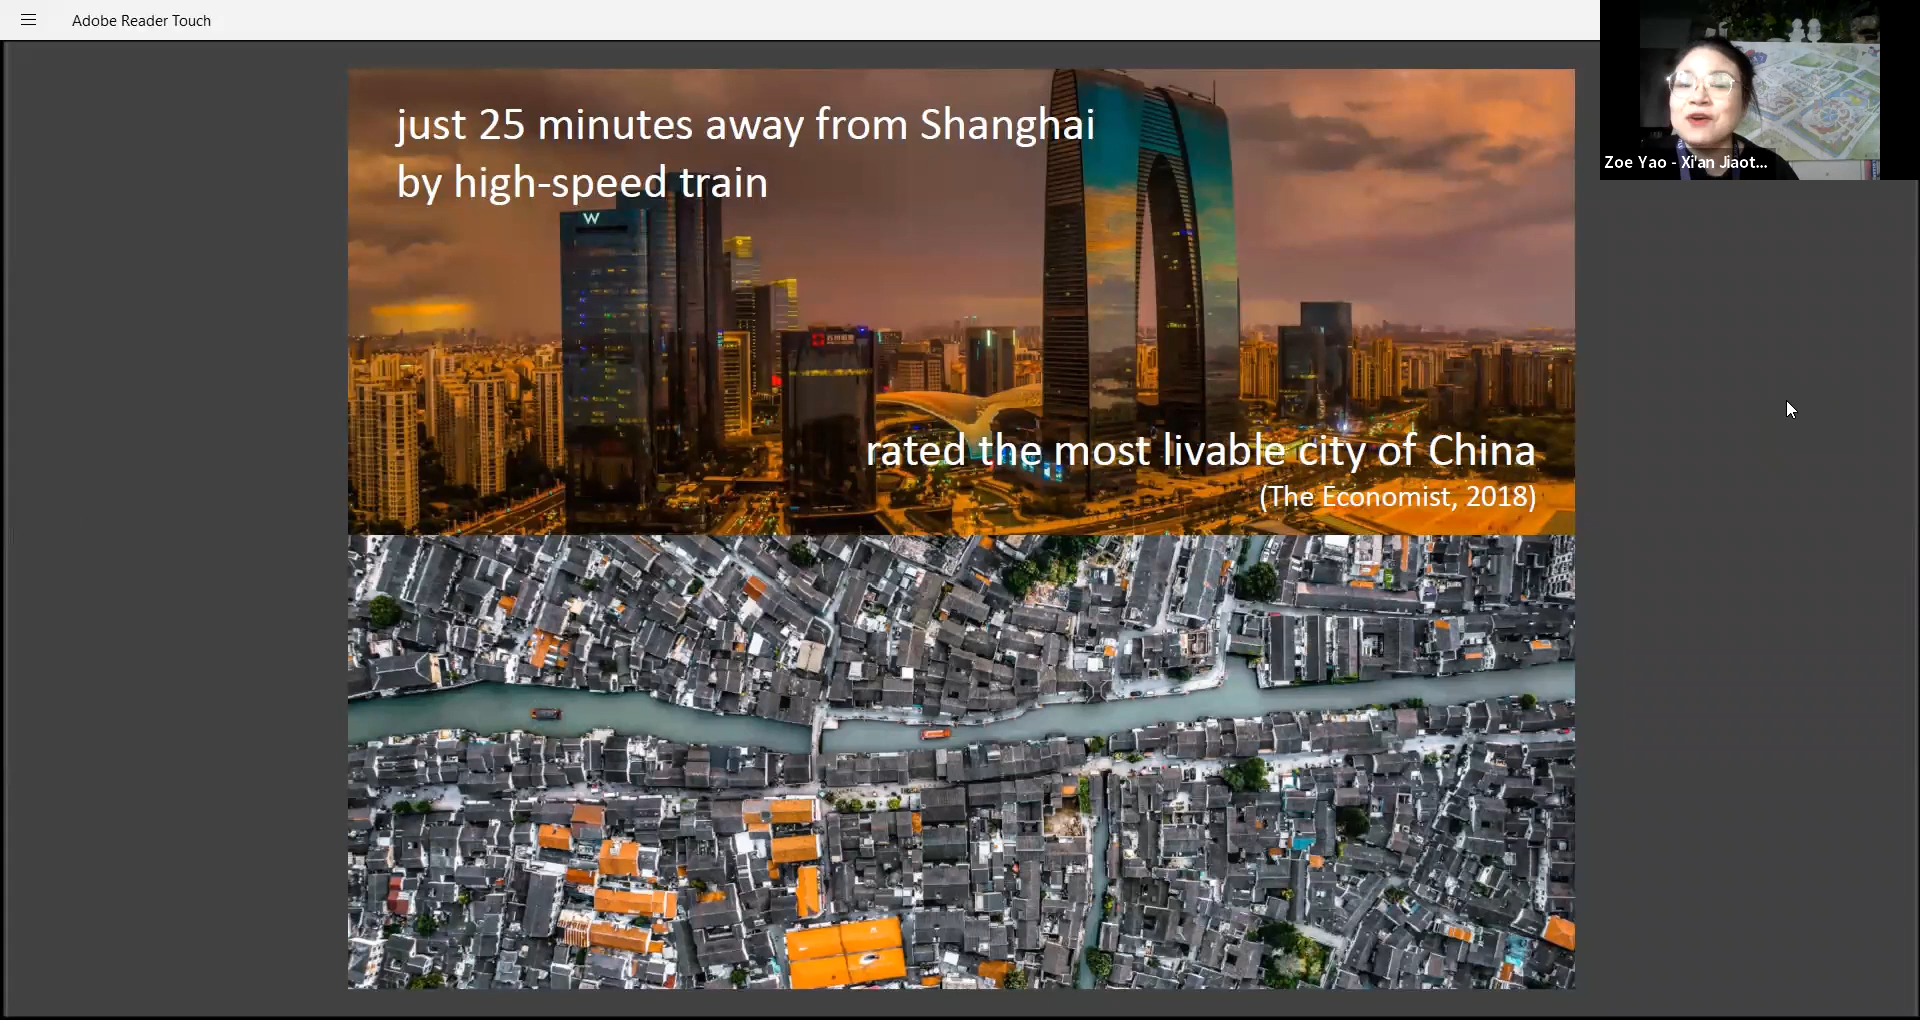 Adobe Reader Touch
just 25 minutes away from Shanghai
by high-speed train
W
rated the most livable city of China
(The Economist, 2018)
Zoe Yao - Xi'an Jiaot...